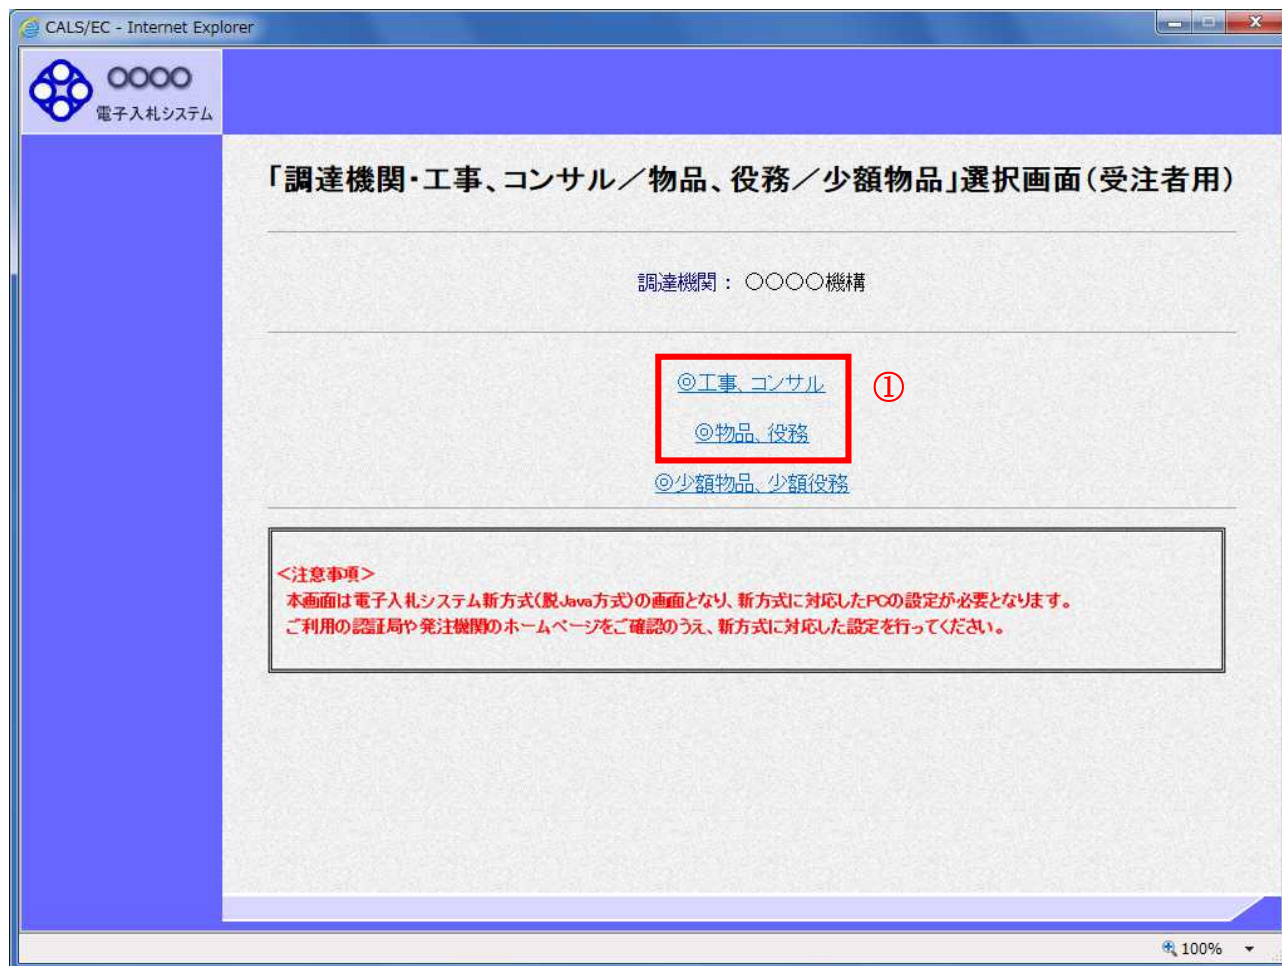 CALS/EC - Internet Explorer
〇〇〇〇
電子入札システム
「調達機関・工事、コンサル／物品、役務／少額物品」選択画面(受注者用)
調達機関： 〇〇〇〇機構
◎工事、コンサル
①
◎物品、役務
◎少額物品、少額役務
＜注意事項＞
本画面は電子入札システム新方式(脱Java方式)の画面となり、新方式に対応したPCの設定が必要となります。
ご利用の認証局や発注機関のホームページをご確認のうえ、新方式に対応した設定を行ってください。
100%